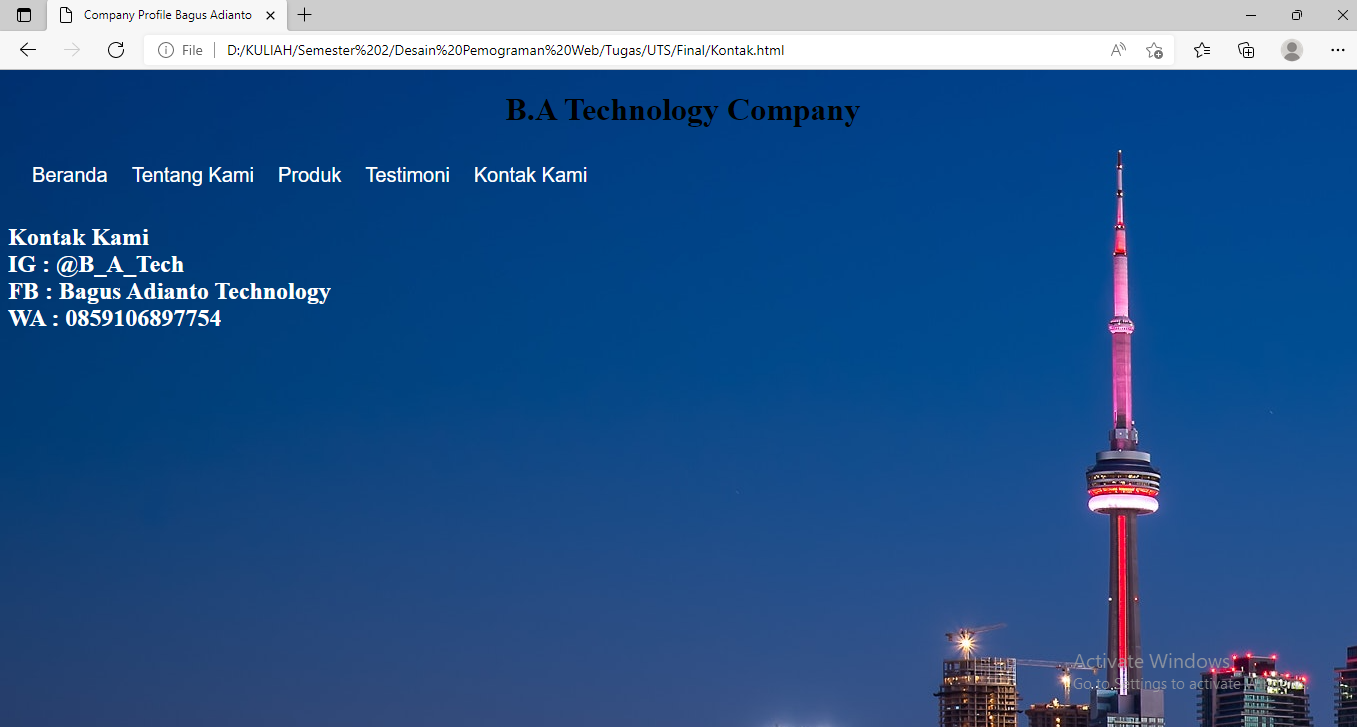 Company Profile Bagus Adianto
File D:/KULIAH/Semester%202/Desain%20Pemograman%20Web/Tugas/UTS/Final/Kontak.html
B.A Technology Company
Beranda Tentang Kami Produk Testimoni Kontak Kami
Kontak Kami
IG : @B_A_Tech
FB : Bagus Adianto Technology
WA : 0859106897754
Activate Windows
Go to Settings to activate